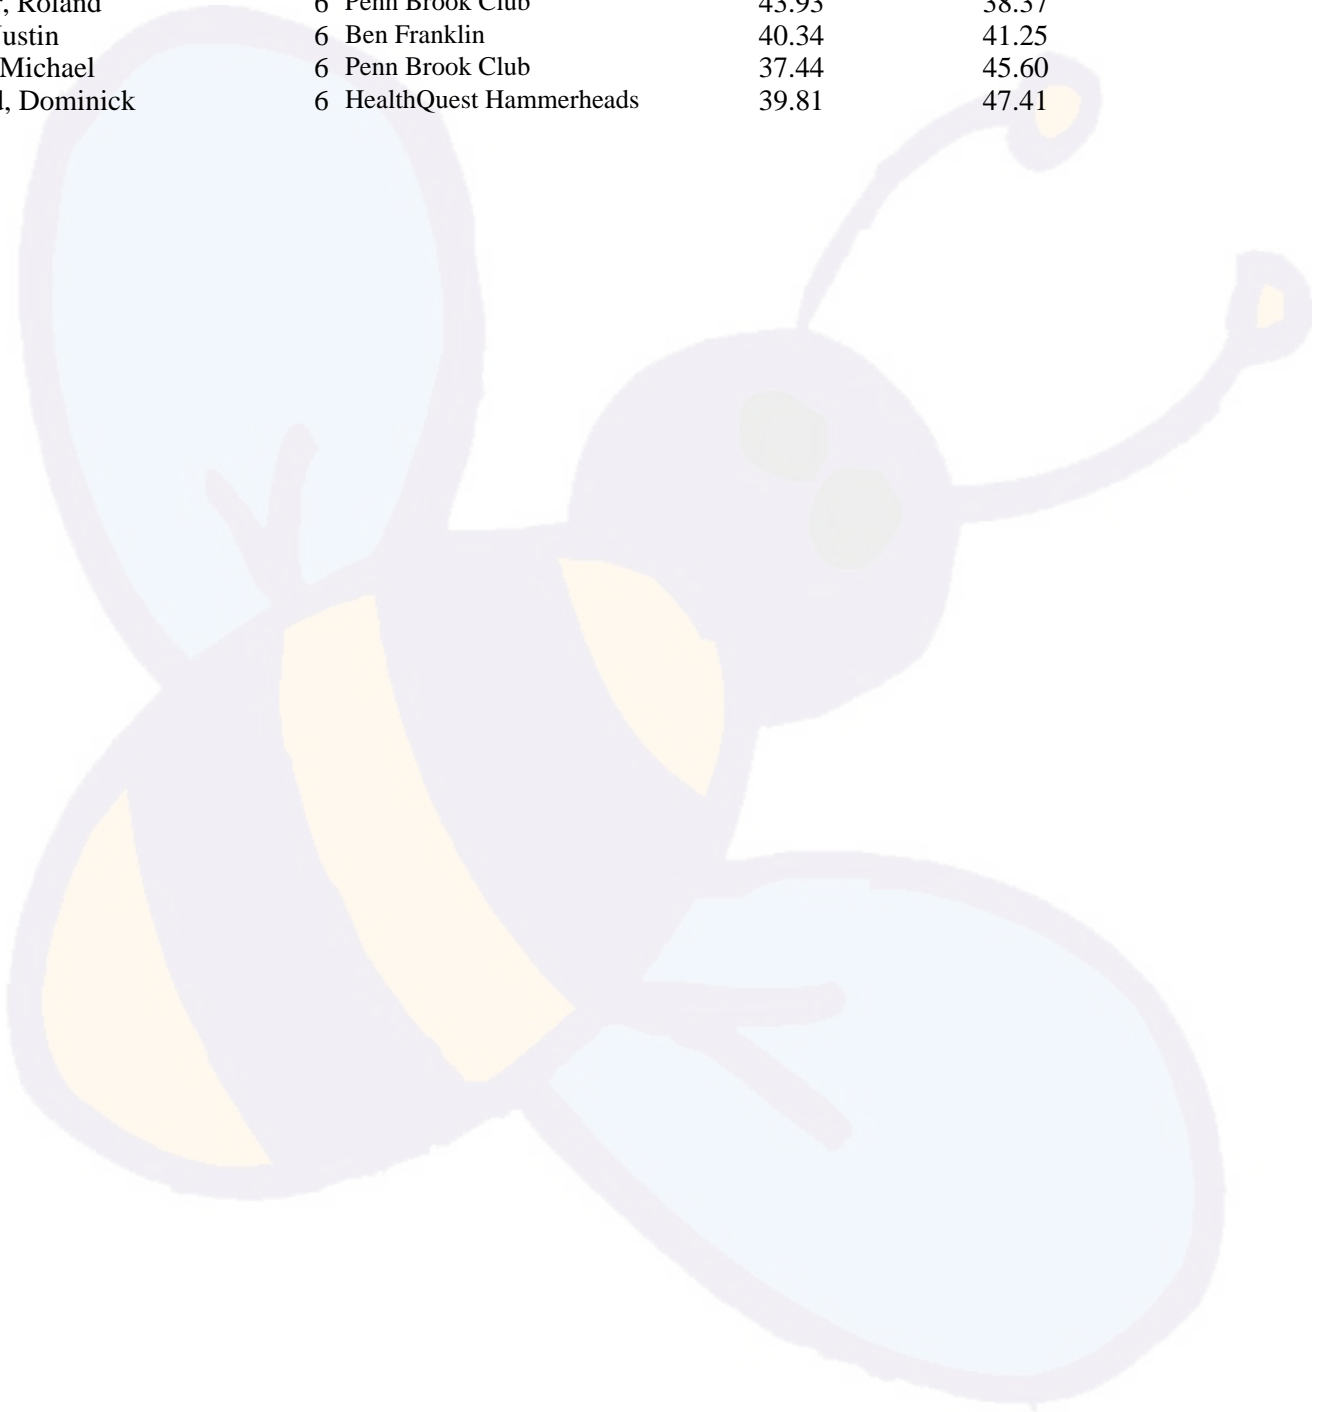 , Roland 6 Penn Brook Club 43.93 38.37
ustin 6 Ben Franklin 40.34 41.25
Michael 6 Penn Brook Club 37.44 45.60
, Dominick 6 HealthQuest Hammerheads 39.81 47.41